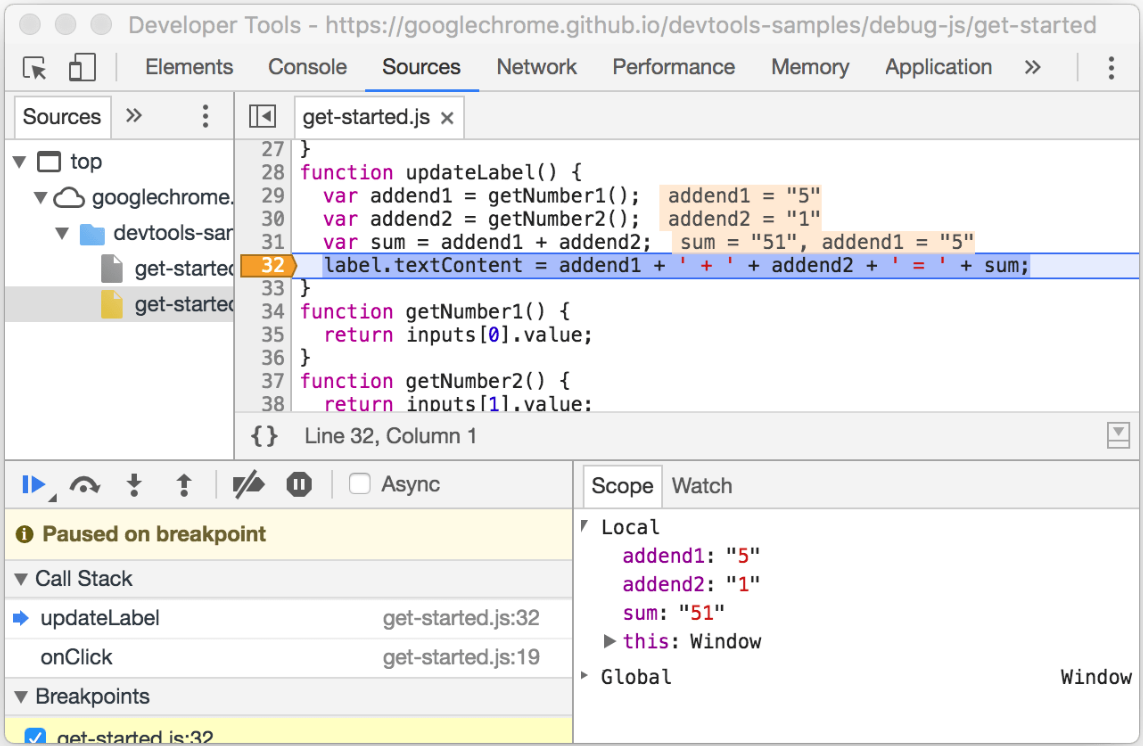 Developer Tools - https://googlechrome.github.io/devtools-samples/debug-js/get-started
Elements Console Sources Network Performance Memory Application »
Sources » get-started.js ×
top
googlechrome.
devtools-sar
get-started
get-started
27 }
28 function updateLabel() {
29 var addend1 = getNumber1(); addend1 = "5"
30 var addend2 = getNumber2(); addend2 = "1"
31 var sum = addend1 + addend2; sum = "51", addend1 = "5"
32 label.textContent = addend1 + ' + ' + addend2 + ' = ' + sum;
33 }
34 function getNumber1() {
35 return inputs[0].value;
36 }
37 function getNumber2() {
38 return inputs[1].value;
{} Line 32, Column 1
Async
Paused on breakpoint
Call Stack
updateLabel get-started.js:32
onClick get-started.js:19
Breakpoints
get-started.js:32
Scope Watch
Local
addend1: "5"
addend2: "1"
sum: "51"
this: Window
Global Window